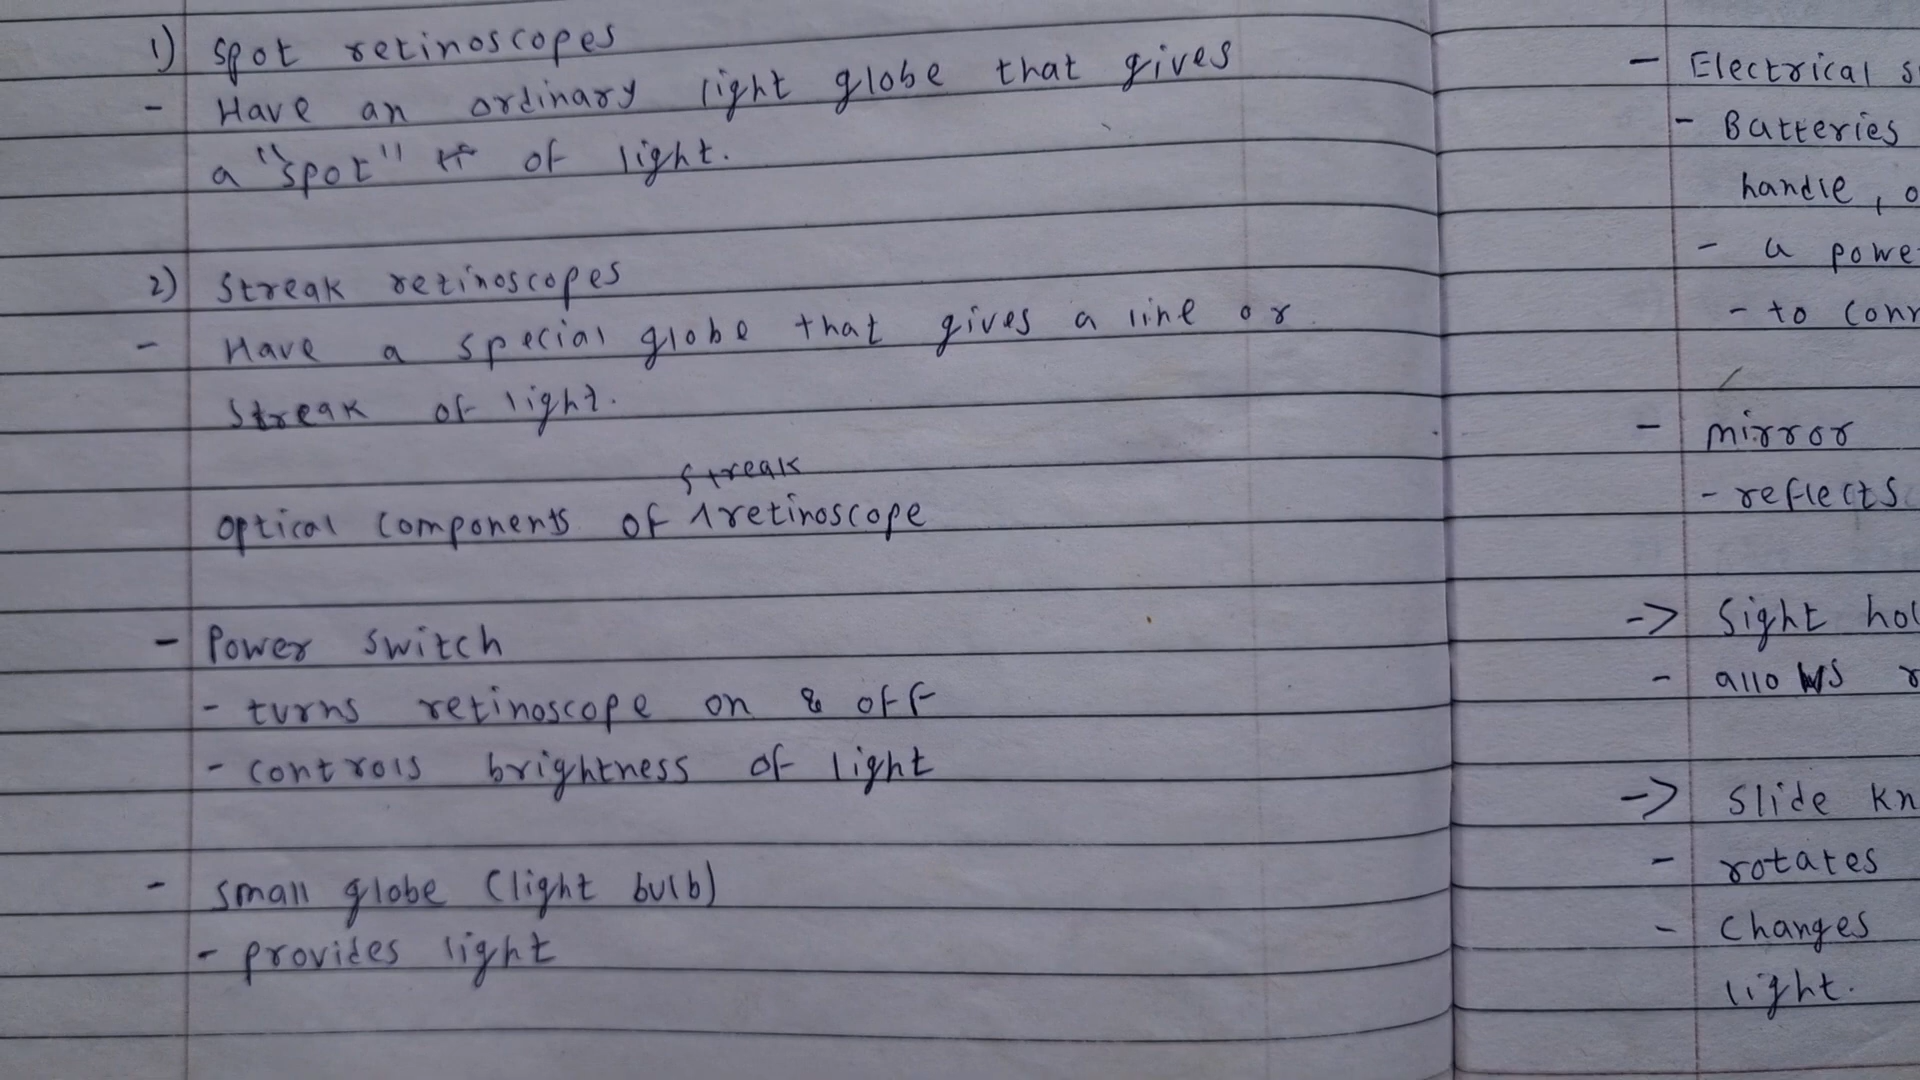 1) Spot retinoscopes
- Have an ordinary light globe that gives
a "spot" of light.
2) Streak retinoscopes
- Have a special globe that gives a line or
streak of light.
streak
optical components of ^ retinoscope
- Power switch
- turns retinoscope on & off
- controls brightness of light
- small globe (light bulb)
- provides light
- Electrical
- Batteries
handle,
- a
- to
- mirror
- reflects
-> Sight
- allows
-> Slide
- rotates
- Changes
light.